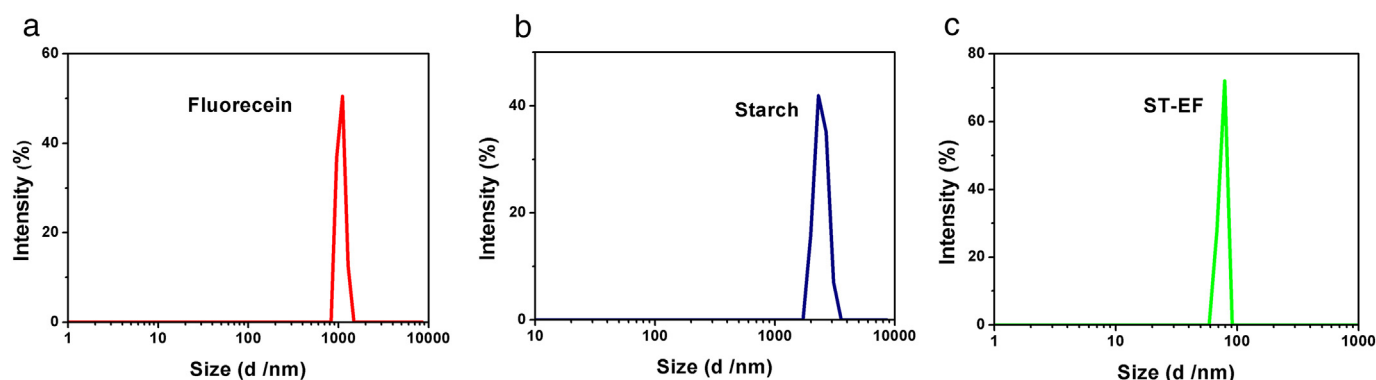 a
60
40
20
0
Intensity (%)
Fluorecein
1 10 100 1000 10000
Size (d /nm)
b
40
20
0
Intensity (%)
Starch
10 100 1000 10000
Size (d /nm)
c
80
60
40
20
0
Intensity (%)
ST-EF
1 10 100 1000
Size (d /nm)